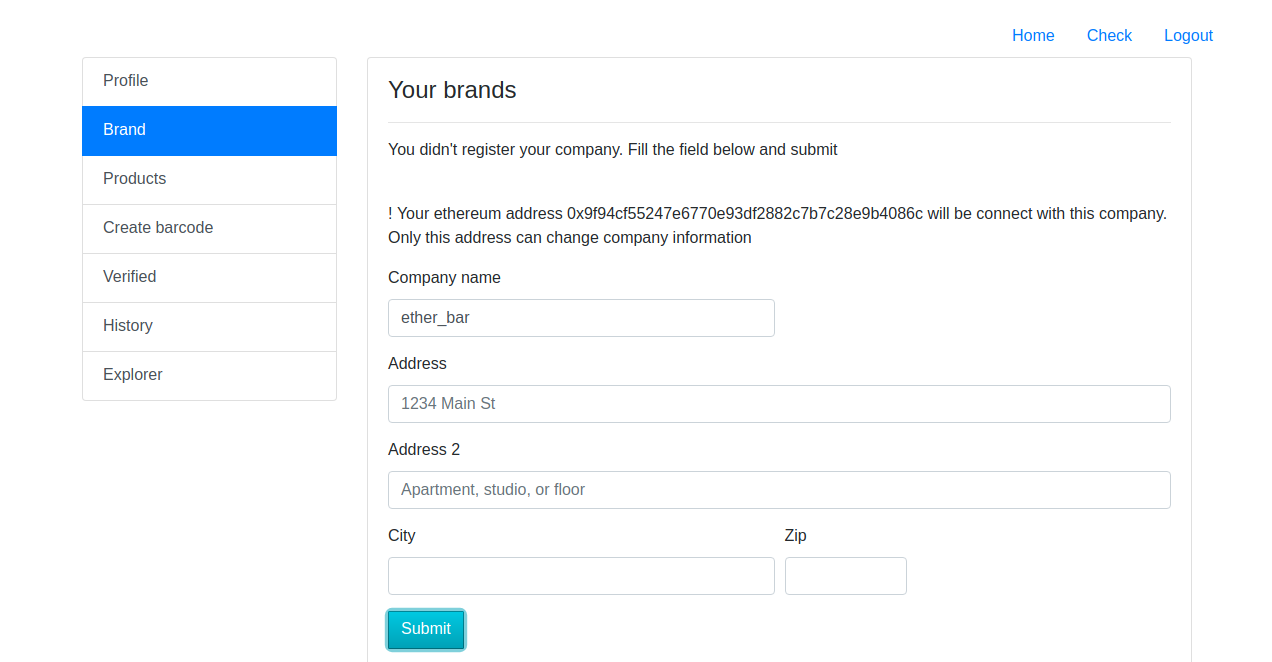 Home Check Logout
Profile
Brand
Products
Create barcode
Verified
History
Explorer
Your brands
You didn't register your company. Fill the field below and submit
! Your ethereum address 0x9f94cf55247e6770e93df2882c7b7c28e9b4086c will be connect with this company.
Only this address can change company information
Company name
ether_bar
Address
1234 Main St
Address 2
Apartment, studio, or floor
City Zip
Submit